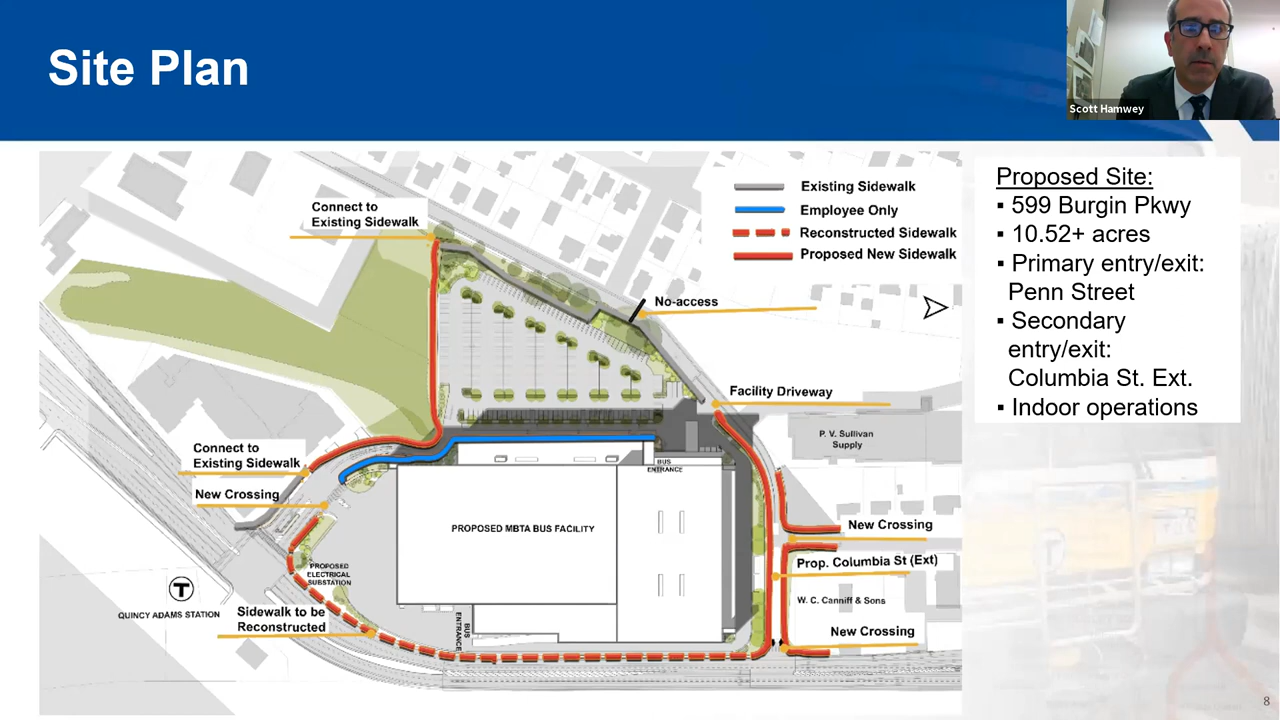 Site Plan
Scott Hamwey
Connect to
Existing Sidewalk
Existing Sidewalk
Employee Only
Reconstructed Sidewalk
Proposed New Sidewalk
No-access
Facility Driveway
P. V. Sullivan
Supply
Connect to
Existing Sidewalk
New Crossing
BUS
ENTRANCE
PROPOSED MBTA BUS FACILITY
New Crossing
Prop. Columbia St (Ext)
PROPOSED
ELECTRICAL
SUBSTATION
T
QUINCY ADAMS STATION
Sidewalk to be
Reconstructed
BUS
ENTRANCE
W. C. Canniff & Sons
New Crossing
Proposed Site:
▪ 599 Burgin Pkwy
▪ 10.52+ acres
▪ Primary entry/exit:
Penn Street
▪ Secondary
entry/exit:
Columbia St. Ext.
▪ Indoor operations
8